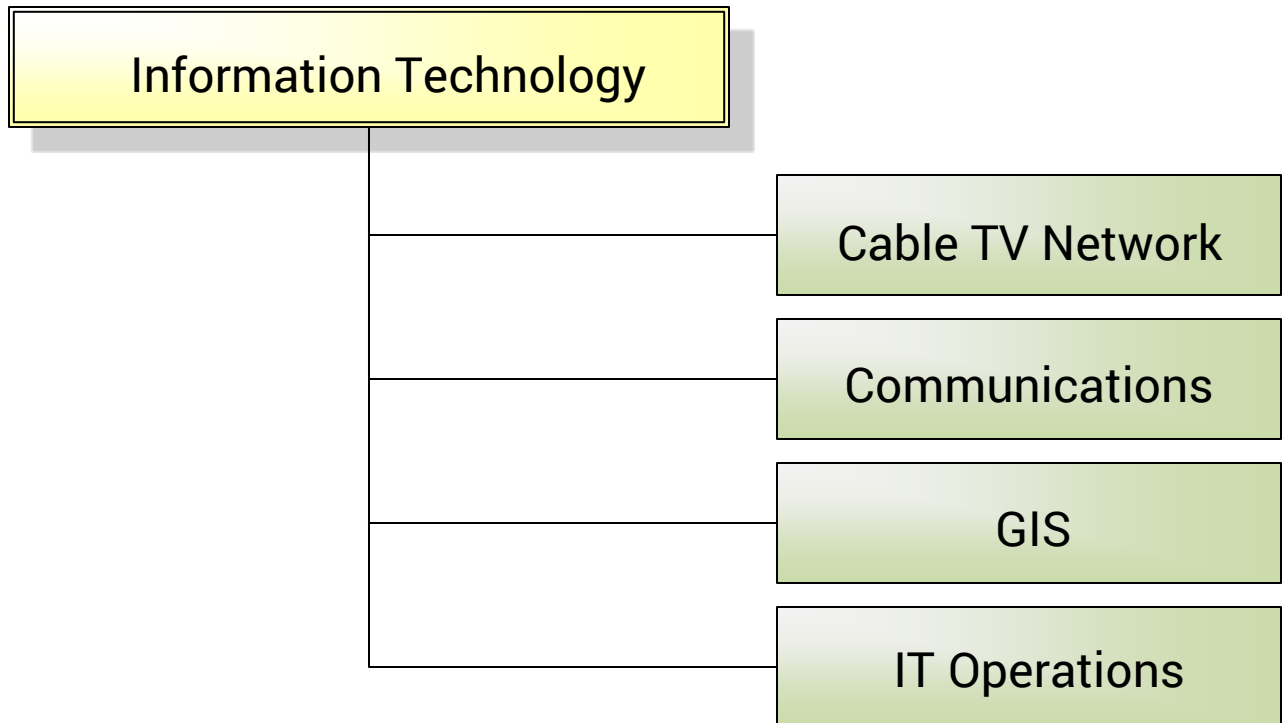 Information Technology
Cable TV Network
Communications
GIS
IT Operations